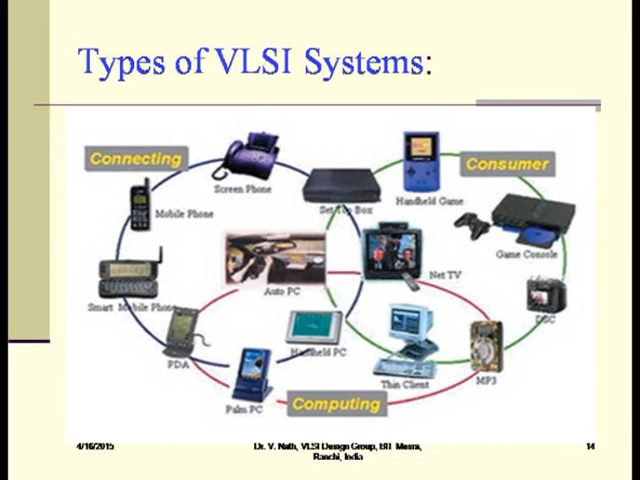 Types of VLSI Systems:
Connecting
Screen Phone
Consumer
Mobile Phone
Set Top Box
Handheld Game
Game Console
Auto PC
Net TV
Smart Mobile Phone
DSC
PDA
Handheld PC
Thin Client
MP3
Palm PC
Computing
4/16/2015
Dr. V. Nath, VLSI Design Group, BIT Mesra,
Ranchi, India
14